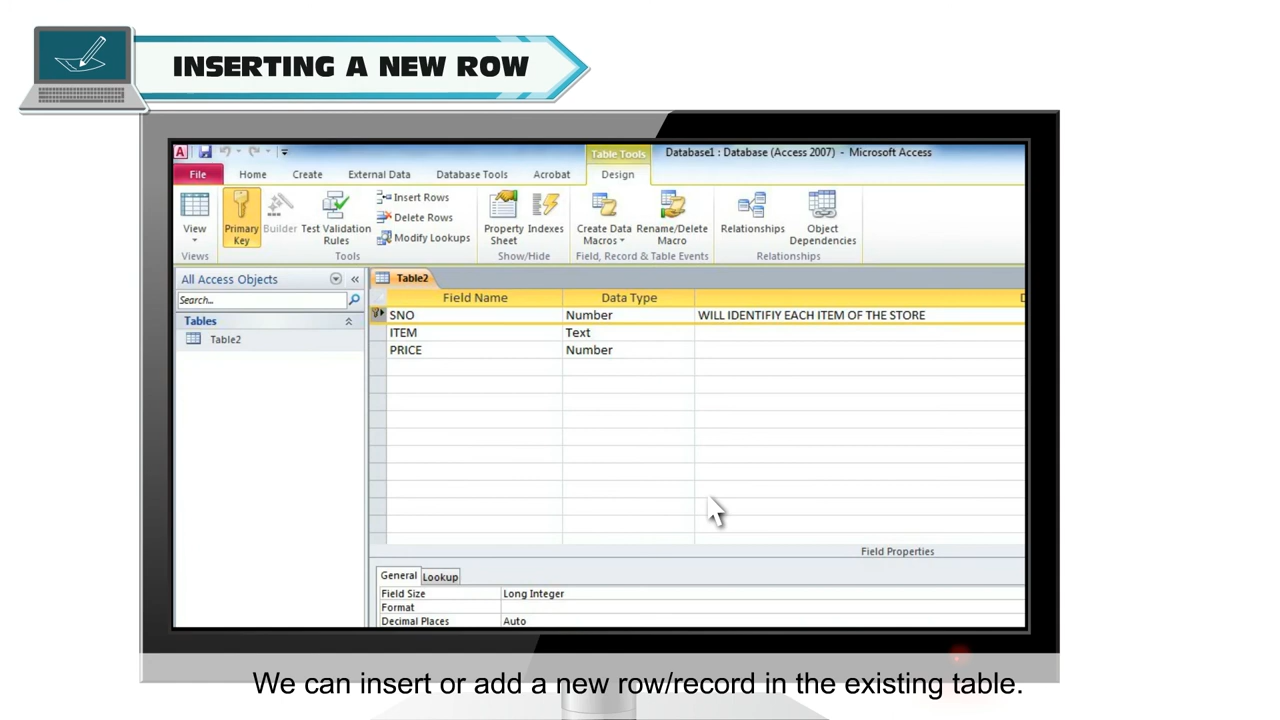 INSERTING A NEW ROW
A
Table Tools
Database1 : Database (Access 2007) - Microsoft Access
File Home Create External Data Database Tools Acrobat Design
View
Primary Key
Builder
Test Validation Rules
Insert Rows
Delete Rows
Modify Lookups
Property Sheet
Indexes
Create Data Macros
Rename/Delete Macro
Relationships
Object Dependencies
Views Tools Show/Hide Field, Record & Table Events Relationships
All Access Objects
«
Search...
Tables
Table2
Table2
Field Name Data Type D
SNO Number WILL IDENTIFIY EACH ITEM OF THE STORE
ITEM Text
PRICE Number
Field Properties
General Lookup
Field Size Long Integer
Format
Decimal Places Auto
We can insert or add a new row/record in the existing table.